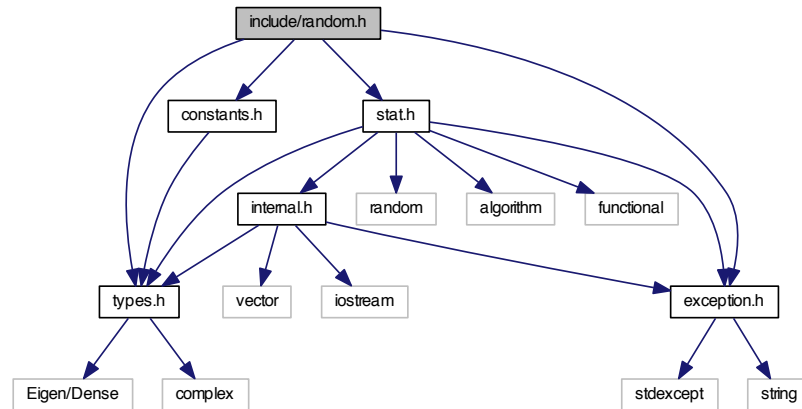 include/random.h
constants.h
stat.h
internal.h
random
algorithm
functional
types.h
vector
iostream
exception.h
Eigen/Dense
complex
stdexcept
string